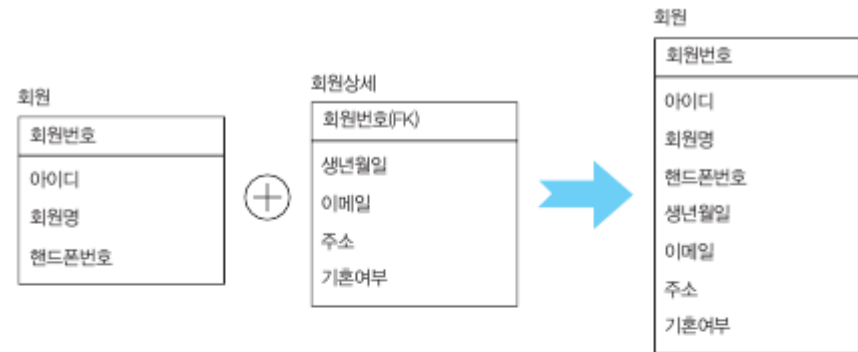 회원
회원번호
아이디
회원명
핸드폰번호
회원상세
회원번호(FK)
생년월일
이메일
주소
기혼여부
회원
회원번호
아이디
회원명
핸드폰번호
생년월일
이메일
주소
기혼여부